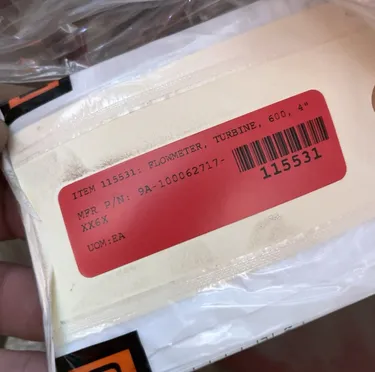 ITEM 115531: FLOWMETER, TURBINE, 600, 4"
MFR P/N: 9A-100062717-
XX6X
UOM:EA
115531